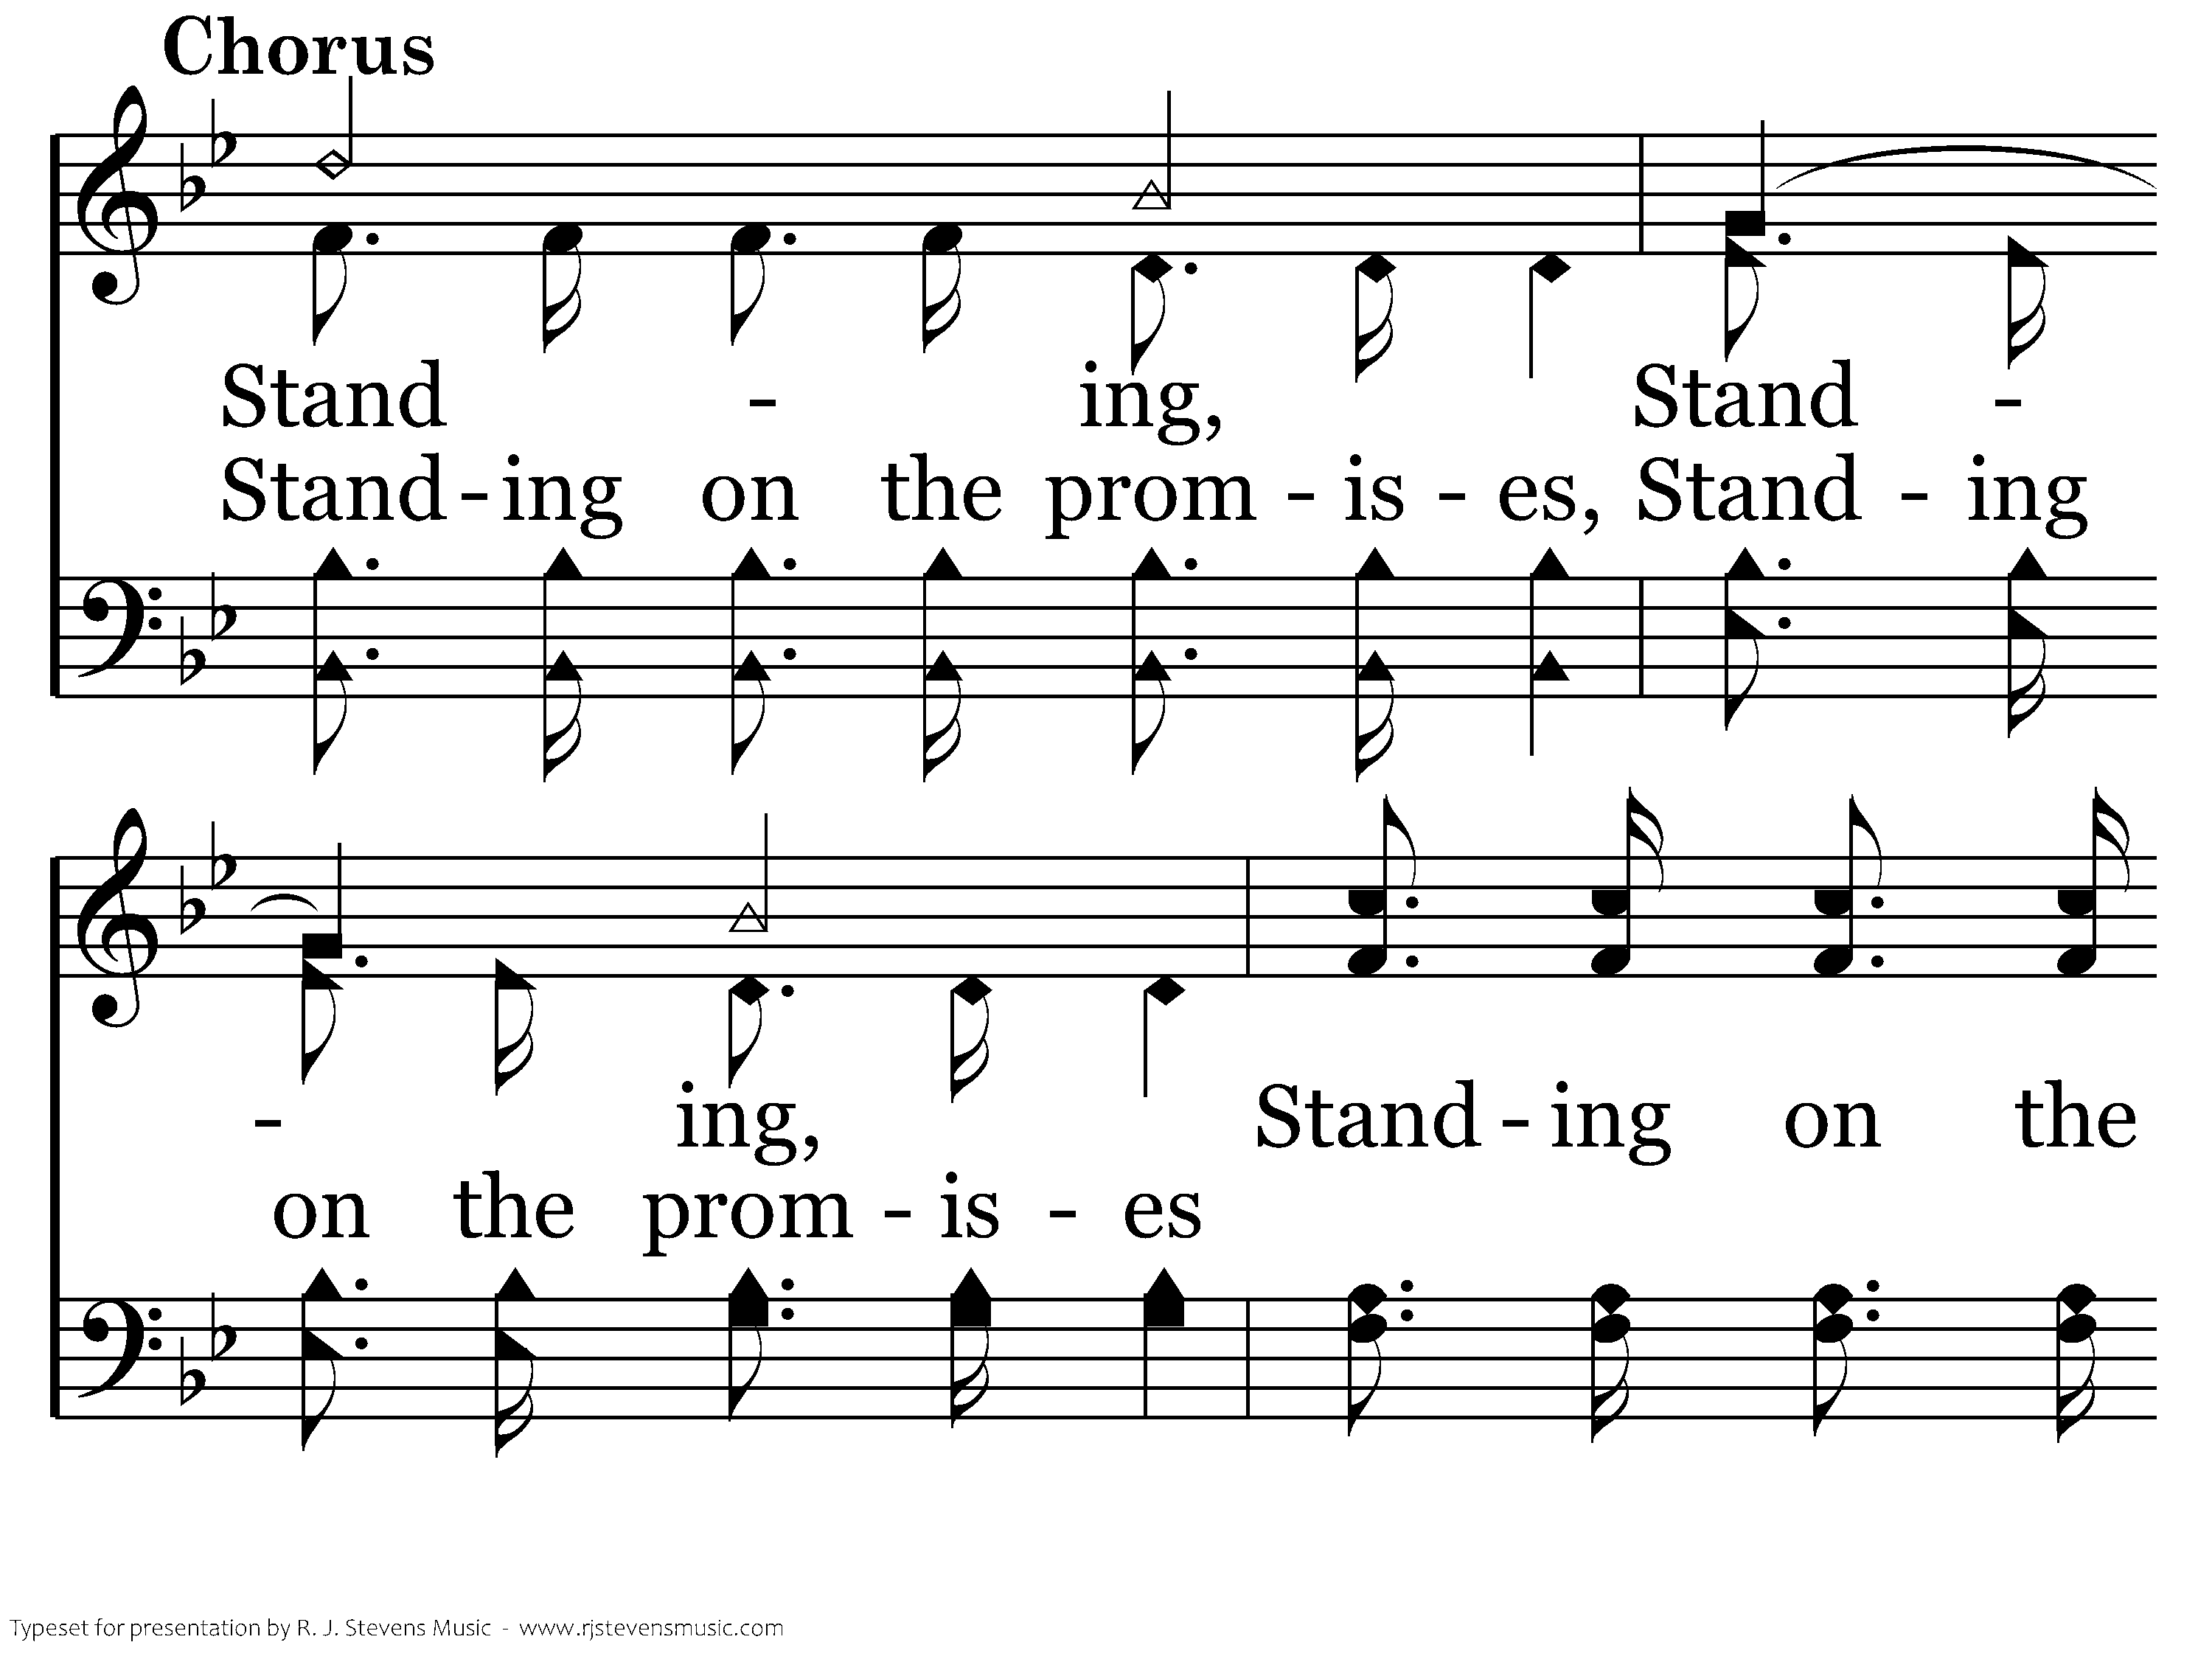 Chorus
Stand - ing, Stand -
Stand - ing on the prom - is - es, Stand - ing
- ing, Stand - ing on the
on the prom - is - es
Typeset for presentation by R. J. Stevens Music - www.rjstevensmusic.com